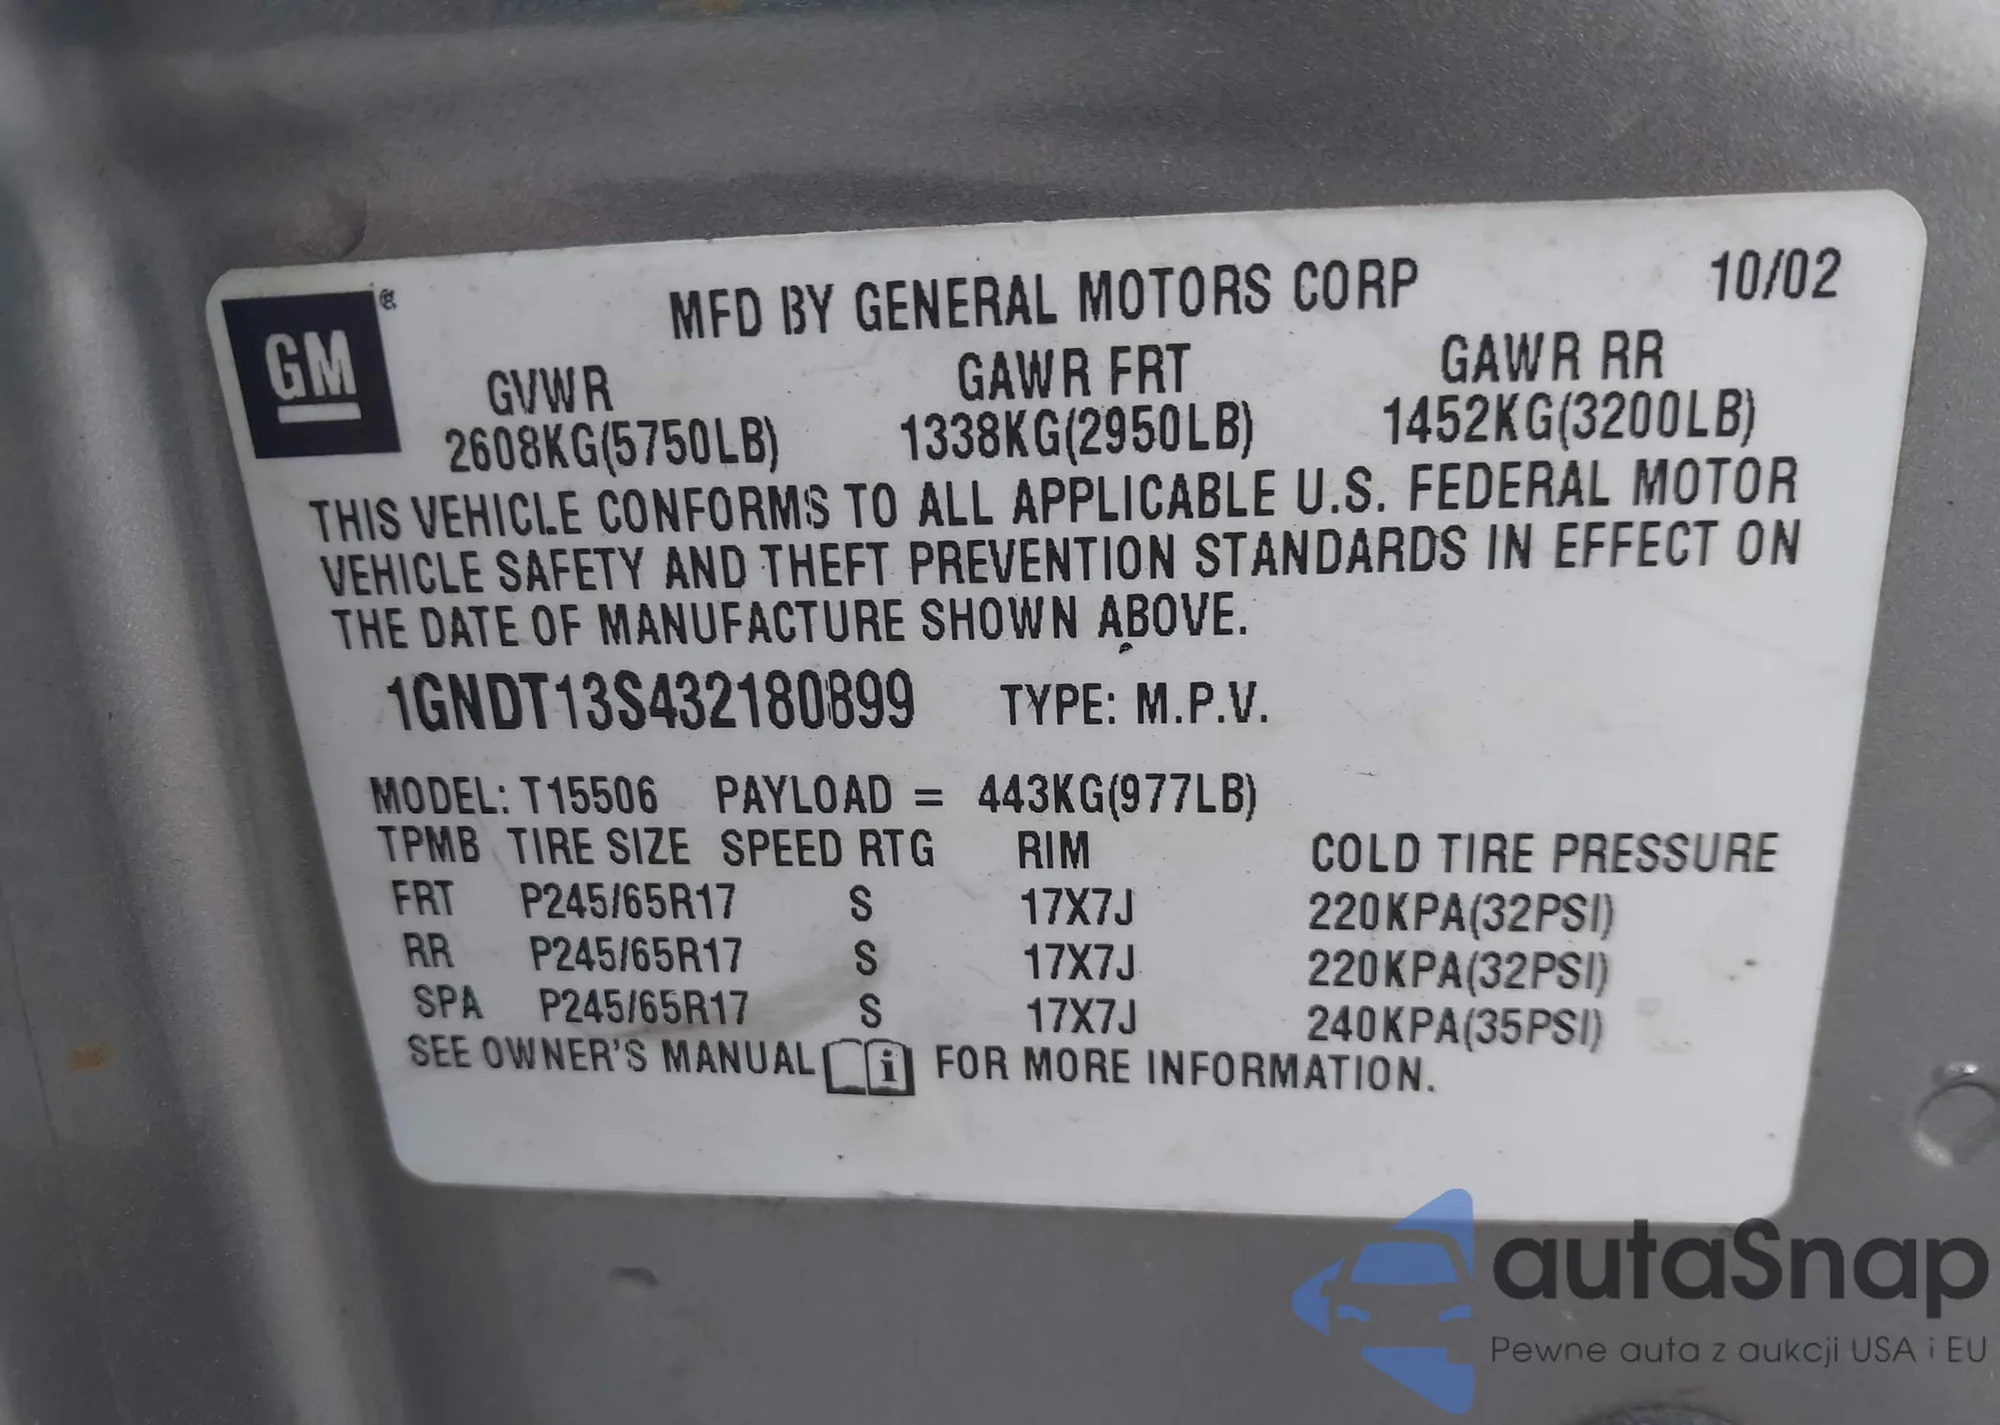 GM ®
MFD BY GENERAL MOTORS CORP 10/02
GVWR GAWR FRT GAWR RR
2608KG(5750LB) 1338KG(2950LB) 1452KG(3200LB)
THIS VEHICLE CONFORMS TO ALL APPLICABLE U.S. FEDERAL MOTOR
VEHICLE SAFETY AND THEFT PREVENTION STANDARDS IN EFFECT ON
THE DATE OF MANUFACTURE SHOWN ABOVE.
1GNDT13S432180899 TYPE: M.P.V.
MODEL: T15506 PAYLOAD = 443KG(977LB)
TPMB TIRE SIZE SPEED RTG RIM COLD TIRE PRESSURE
FRT P245/65R17 S 17X7J 220KPA(32PSI)
RR P245/65R17 S 17X7J 220KPA(32PSI)
SPA P245/65R17 S 17X7J 240KPA(35PSI)
SEE OWNER'S MANUAL i FOR MORE INFORMATION.
autaSnap
Pewne auta z aukcji USA i EU